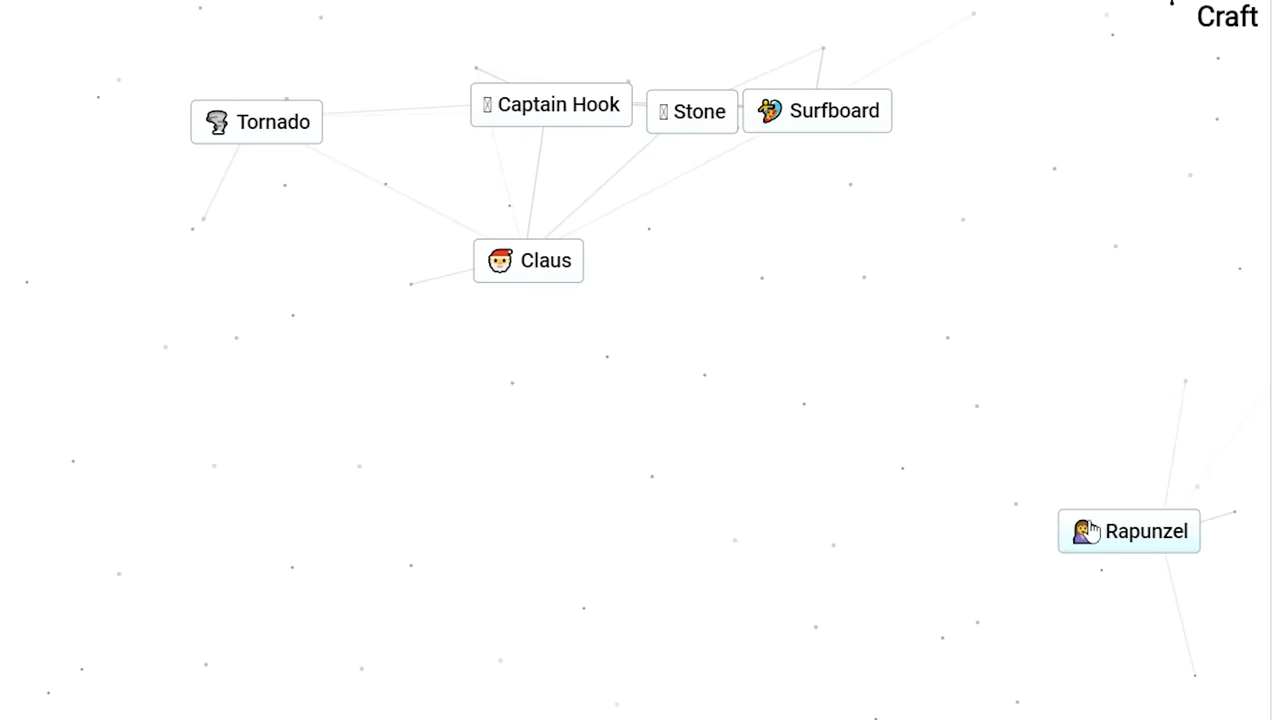 Craft
Tornado
Captain Hook
Stone
Surfboard
Claus
Rapunzel